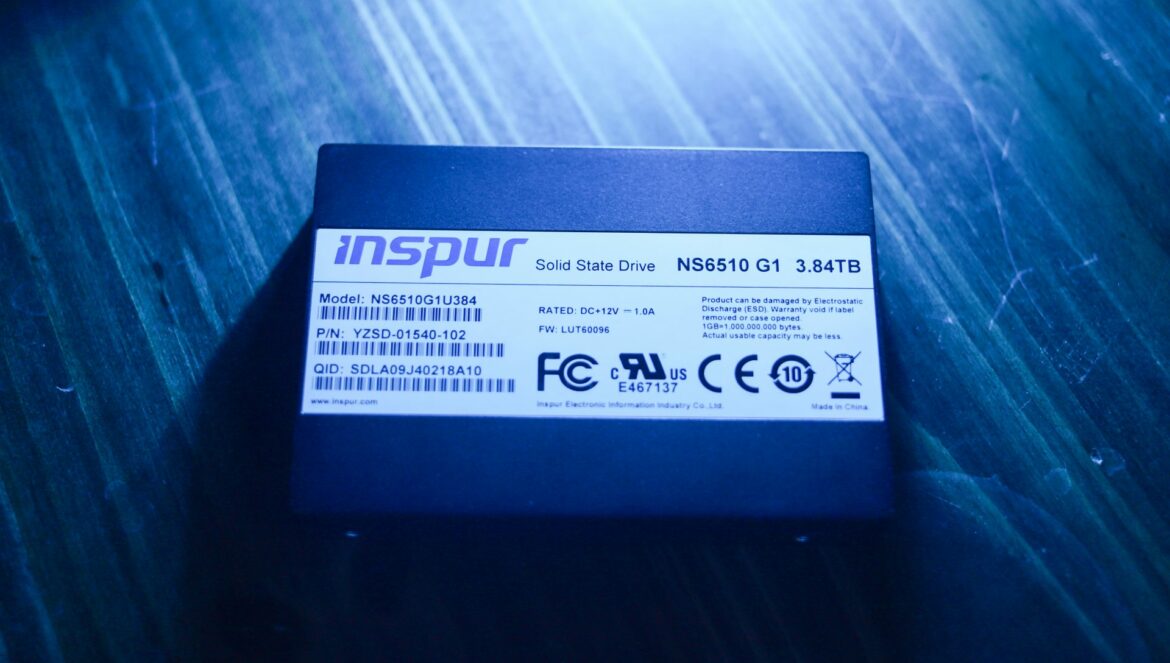 inspur Solid State Drive NS6510 G1 3.84TB
Model: NS6510G1U384
P/N: YZSD-01540-102
QID: SDLA09J40218A10
www.inspur.com
RATED: DC+12V ⎓ 1.0A
FW: LUT60096
Product can be damaged by Electrostatic
Discharge (ESD). Warranty void if label
removed or case opened.
1GB=1,000,000,000 bytes.
Actual usable capacity may be less.
FC c RU US CE 10
E467137
Inspur Electronic Information Industry Co.,Ltd.
Made in China.